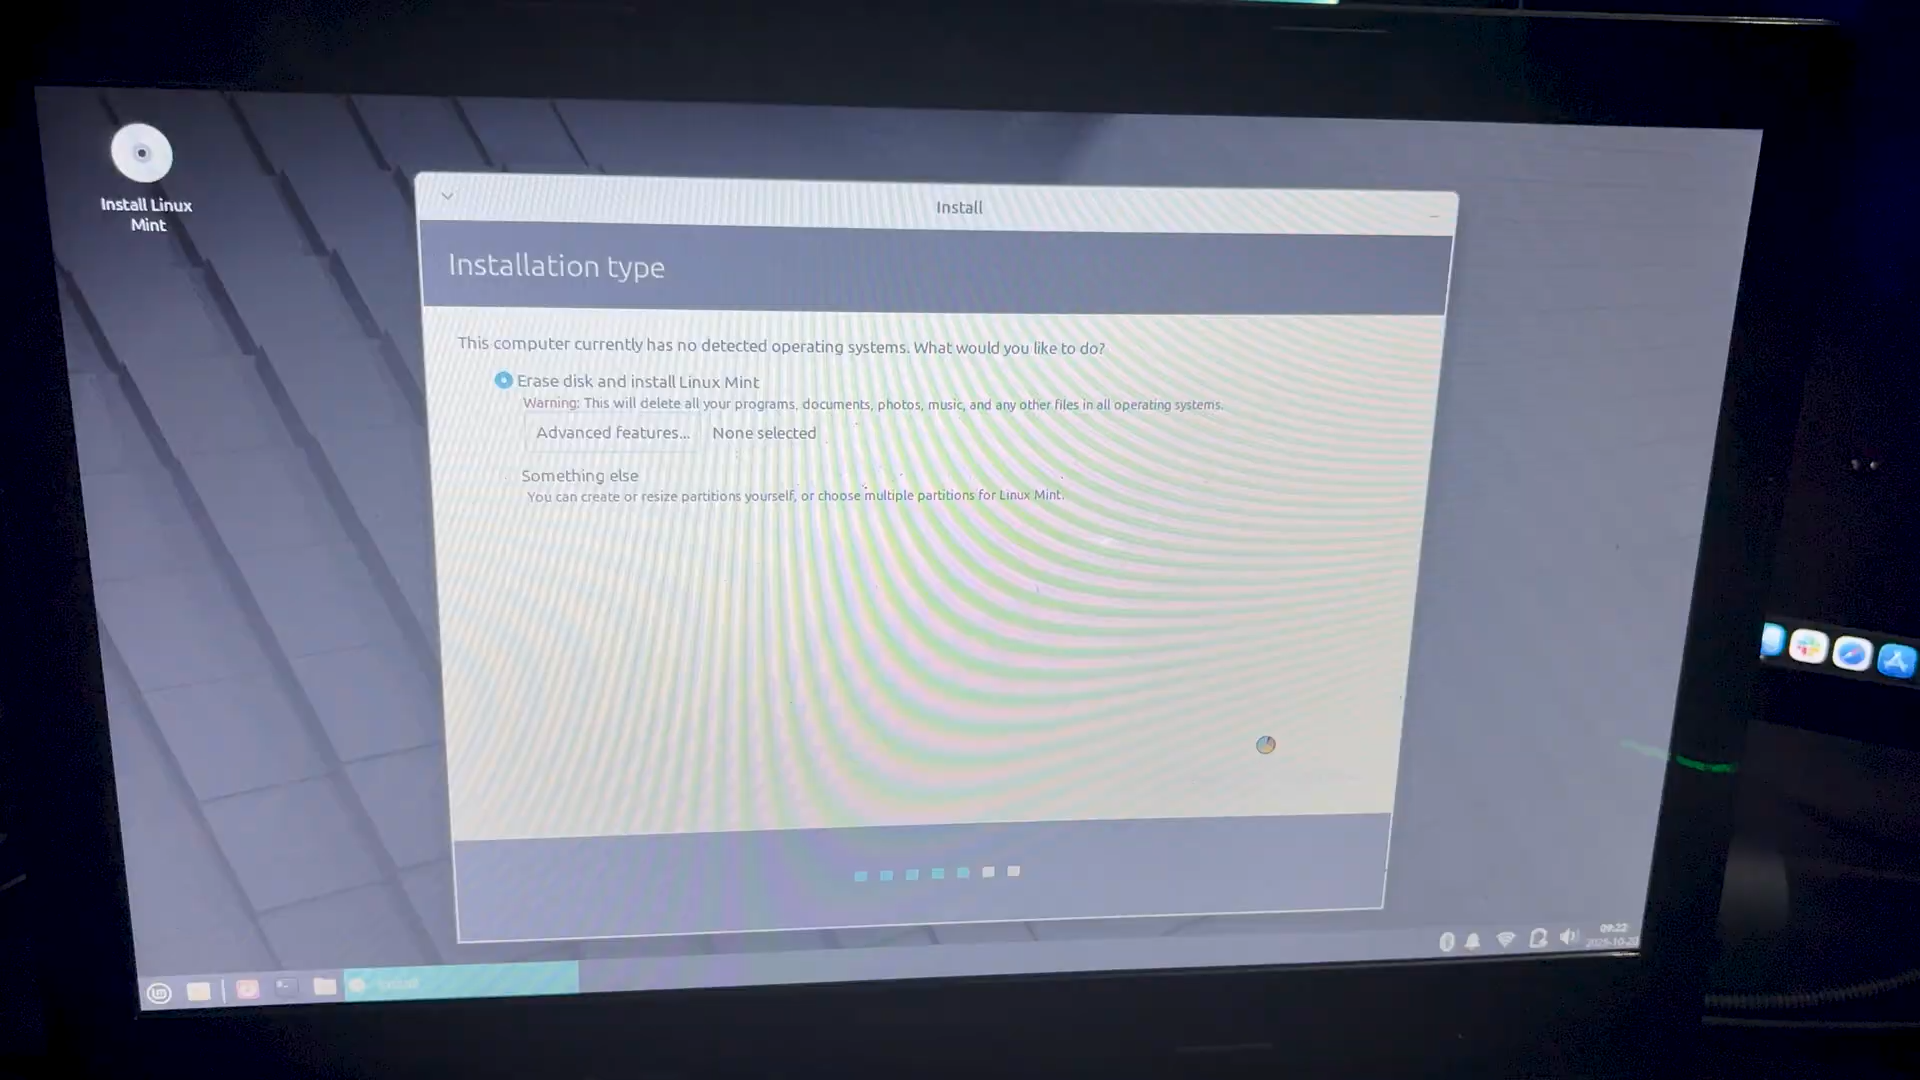 Install Linux
Mint
Install
Installation type
This computer currently has no detected operating systems. What would you like to do?
Erase disk and install Linux Mint
Warning: This will delete all your programs, documents, photos, music, and any other files in all operating systems.
Advanced features... None selected
Something else
You can create or resize partitions yourself, or choose multiple partitions for Linux Mint.
09:22